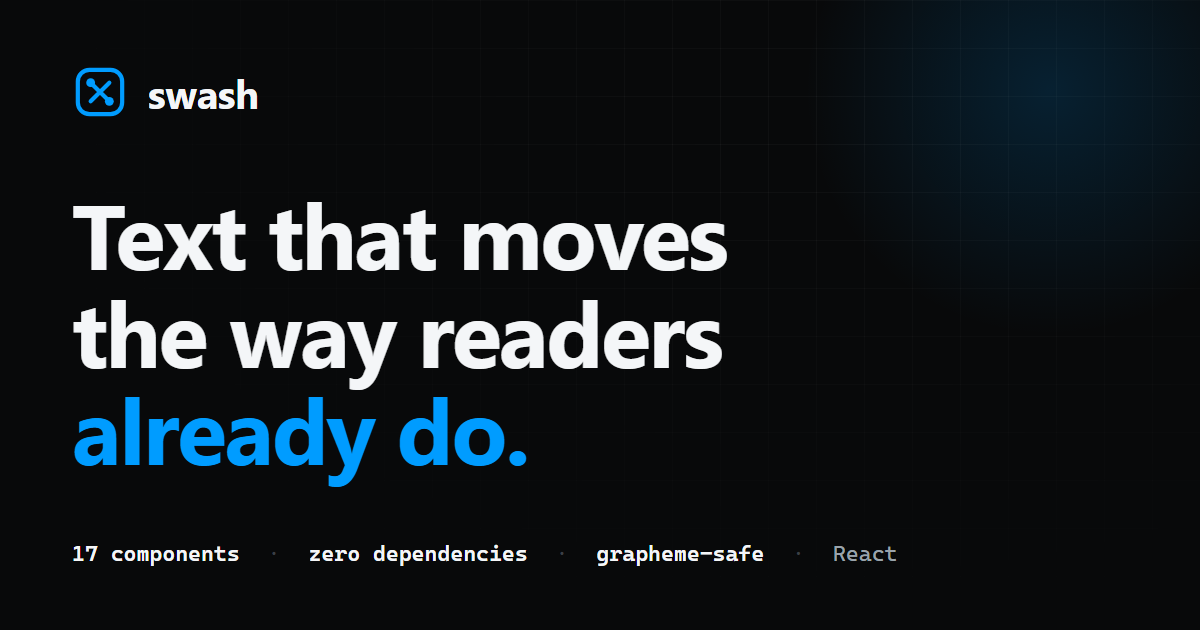 swash
Text that moves
the way readers
already do.
17 components · zero dependencies · grapheme-safe · React